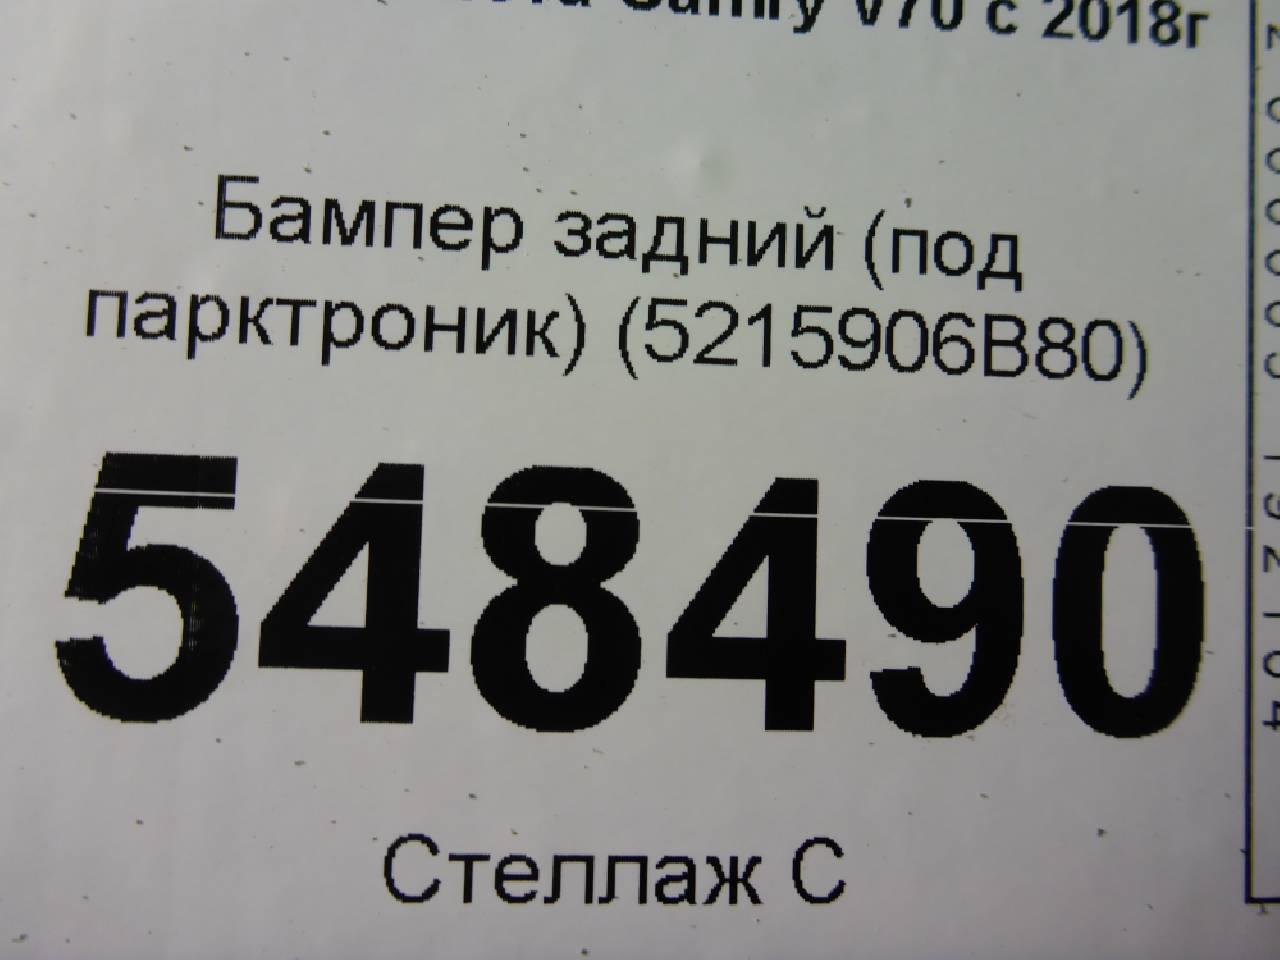 Camry V70 с 2018г
Бампер задний (под
парктроник) (5215906B80)
548490
Стеллаж С